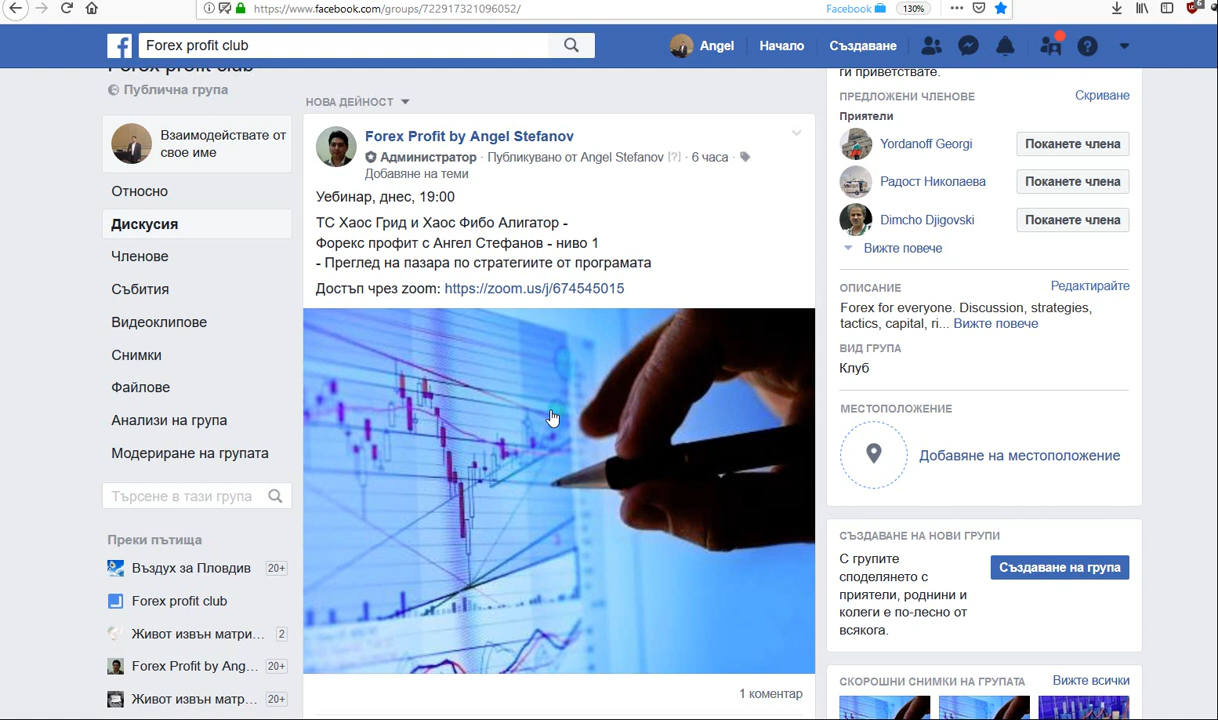 https://www.facebook.com/groups/722917321096052/
Facebook
130%
Forex profit club
Angel
Начало
Създаване
Forex profit club
Публична група
Взаимодействате от
свое име
Относно
Дискусия
Членове
Събития
Видеоклипове
Снимки
Файлове
Анализи на група
Модериране на групата
Търсене в тази група
Преки пътища
Въздух за Пловдив 20+
Forex profit club
Живот извън матри... 2
Forex Profit by Ang... 20+
Живот извън матр... 20+
НОВА ДЕЙНОСТ
Forex Profit by Angel Stefanov
Администратор · Публикувано от Angel Stefanov [?] · 6 часа ·
Добавяне на теми
Уебинар, днес, 19:00
ТС Хаос Грид и Хаос Фибо Алигатор -
Форекс профит с Ангел Стефанов - ниво 1
- Преглед на пазара по стратегиите от програмата
Достъп чрез zoom: https://zoom.us/j/674545015
1 коментар
ги приветствате.
ПРЕДЛОЖЕНИ ЧЛЕНОВЕ
Скриване
Приятели
Yordanoff Georgi
Поканете члена
Радост Николаева
Поканете члена
Dimcho Djigovski
Поканете члена
Вижте повече
ОПИСАНИЕ
Редактирайте
Forex for everyone. Discussion, strategies,
tactics, capital, ri... Вижте повече
ВИД ГРУПА
Клуб
МЕСТОПОЛОЖЕНИЕ
Добавяне на местоположение
СЪЗДАВАНЕ НА НОВИ ГРУПИ
С групите
споделянето с
приятели, роднини и
колеги е по-лесно от
всякога.
Създаване на група
СКОРОШНИ СНИМКИ НА ГРУПАТА
Вижте всички